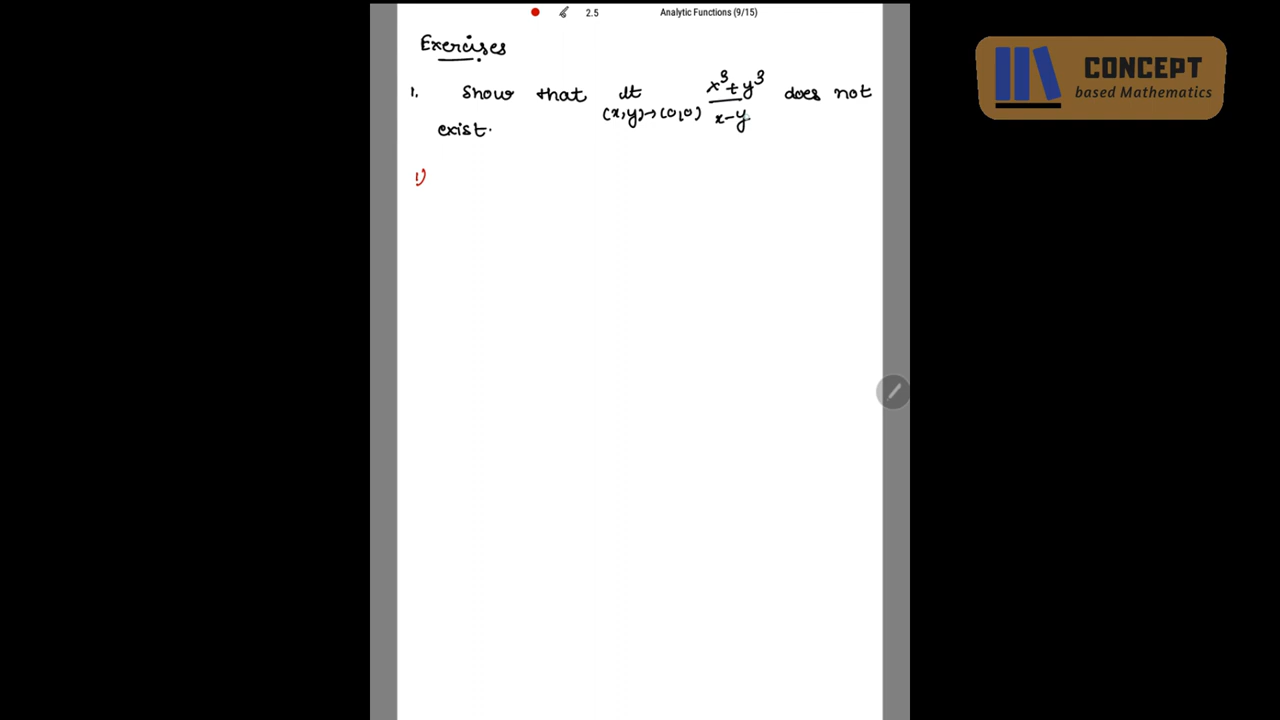 2.5 Analytic Functions (9/15)
CONCEPT
based Mathematics
Exercises
1. Show that lt (x,y)→(0,0) x³+y³/x-y does not
exist.
1)